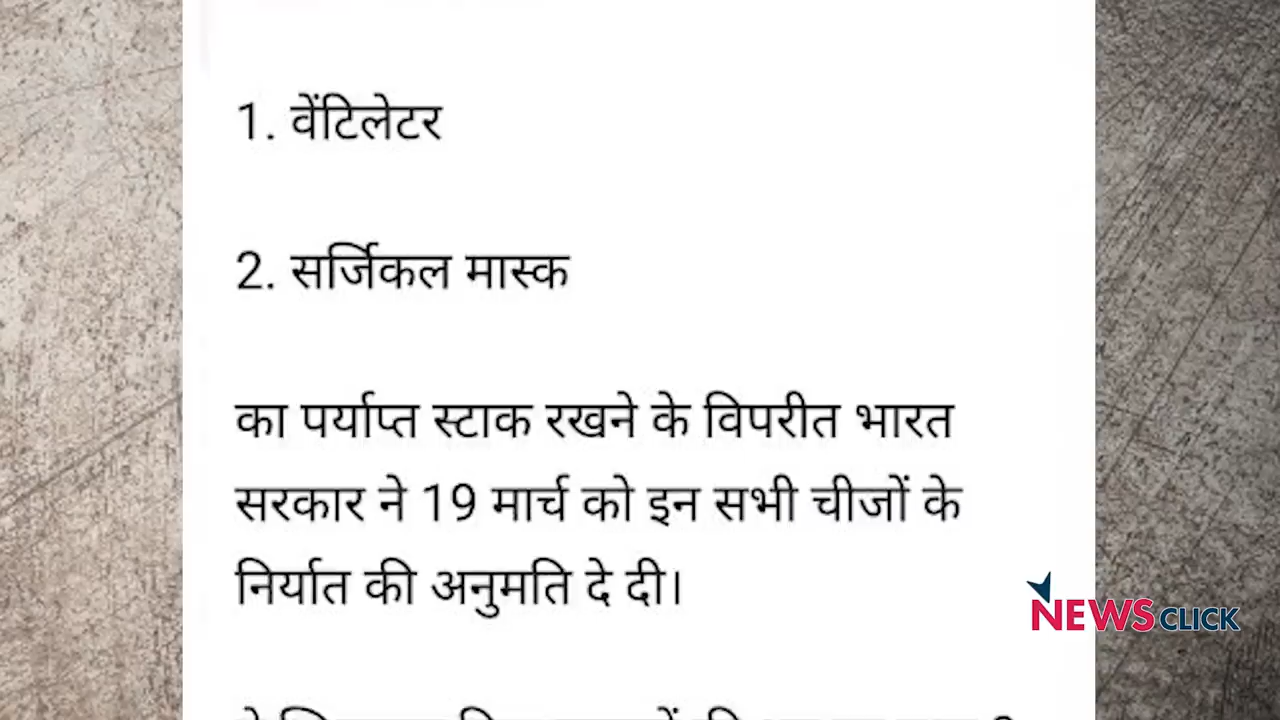 1. वेंटिलेटर
2. सर्जिकल मास्क
का पर्याप्त स्टाक रखने के विपरीत भारत
सरकार ने 19 मार्च को इन सभी चीजों के
निर्यात की अनुमति दे दी।
NEWSCLICK